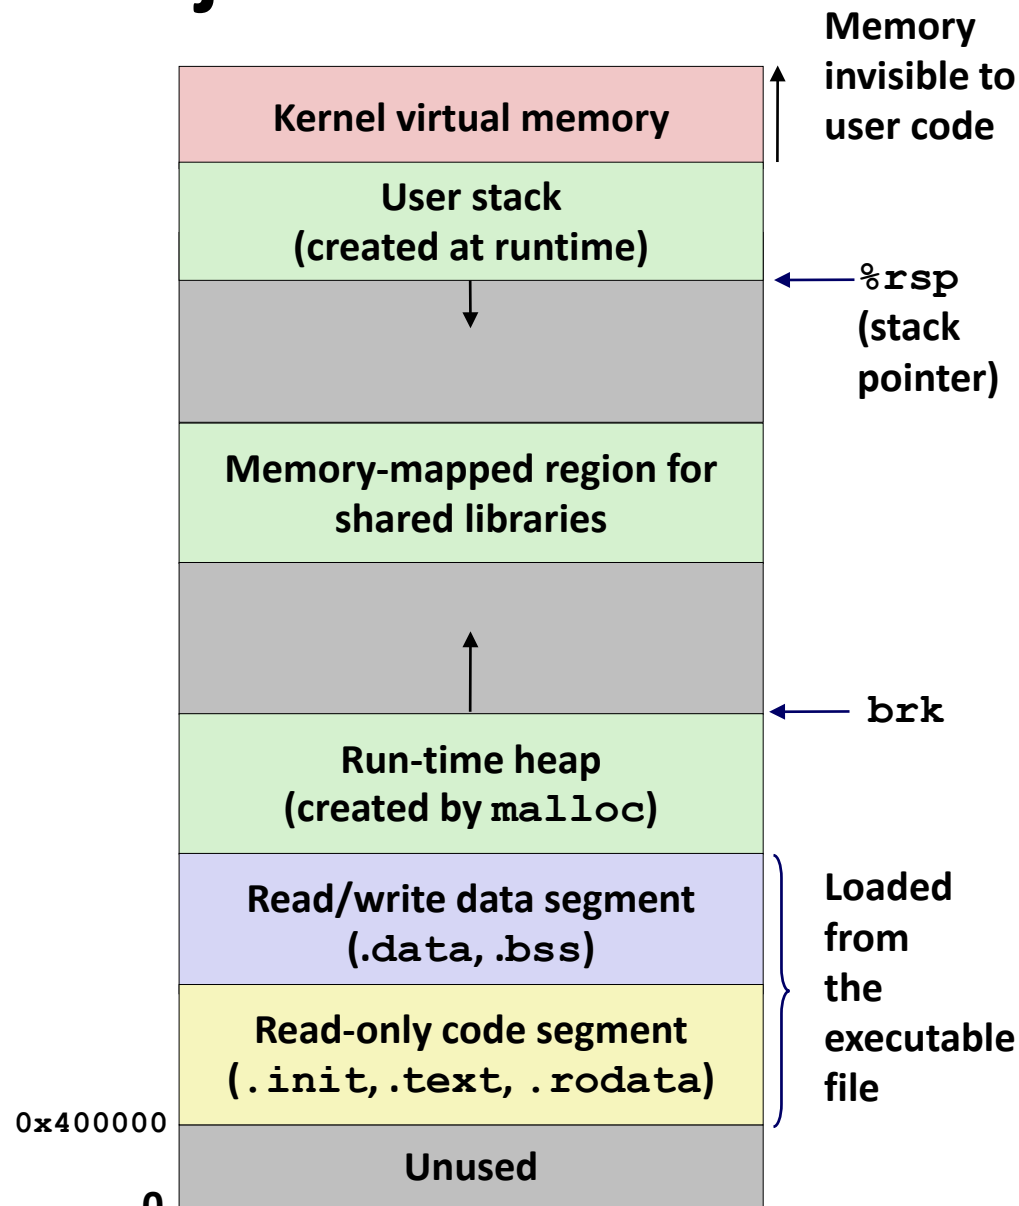 Memory
invisible to
user code
Kernel virtual memory
User stack
(created at runtime)
%rsp
(stack
pointer)
Memory-mapped region for
shared libraries
brk
Run-time heap
(created by malloc)
Read/write data segment
(.data, .bss)
Loaded
from
the
executable
file
Read-only code segment
(.init, .text, .rodata)
0x400000
Unused
0